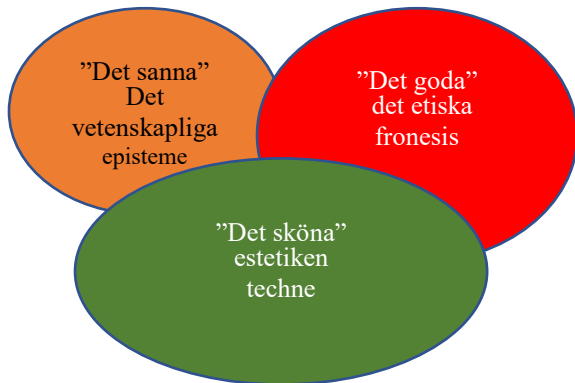 ”Det sanna”
Det
vetenskapliga
episteme
”Det goda”
det etiska
fronesis
”Det sköna”
estetiken
techne